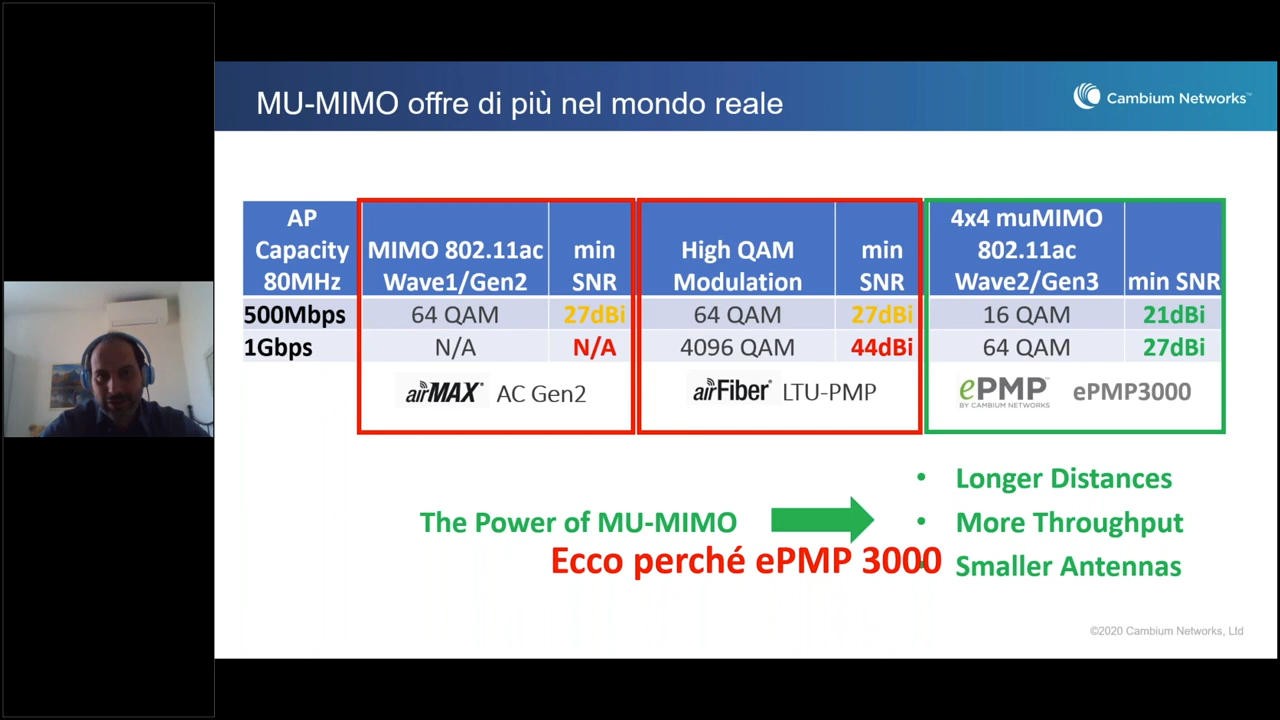 MU-MIMO offre di più nel mondo reale
Cambium Networks™
AP Capacity 80MHz
MIMO 802.11ac Wave1/Gen2
min SNR
High QAM Modulation
min SNR
4x4 muMIMO 802.11ac Wave2/Gen3
min SNR
500Mbps 64 QAM 27dBi 64 QAM 27dBi 16 QAM 21dBi
1Gbps N/A N/A 4096 QAM 44dBi 64 QAM 27dBi
airMAX® AC Gen2
airFiber® LTU-PMP
ePMP™ BY CAMBIUM NETWORKS ePMP3000
The Power of MU-MIMO
Ecco perché ePMP 3000
• Longer Distances
• More Throughput
• Smaller Antennas
©2020 Cambium Networks, Ltd